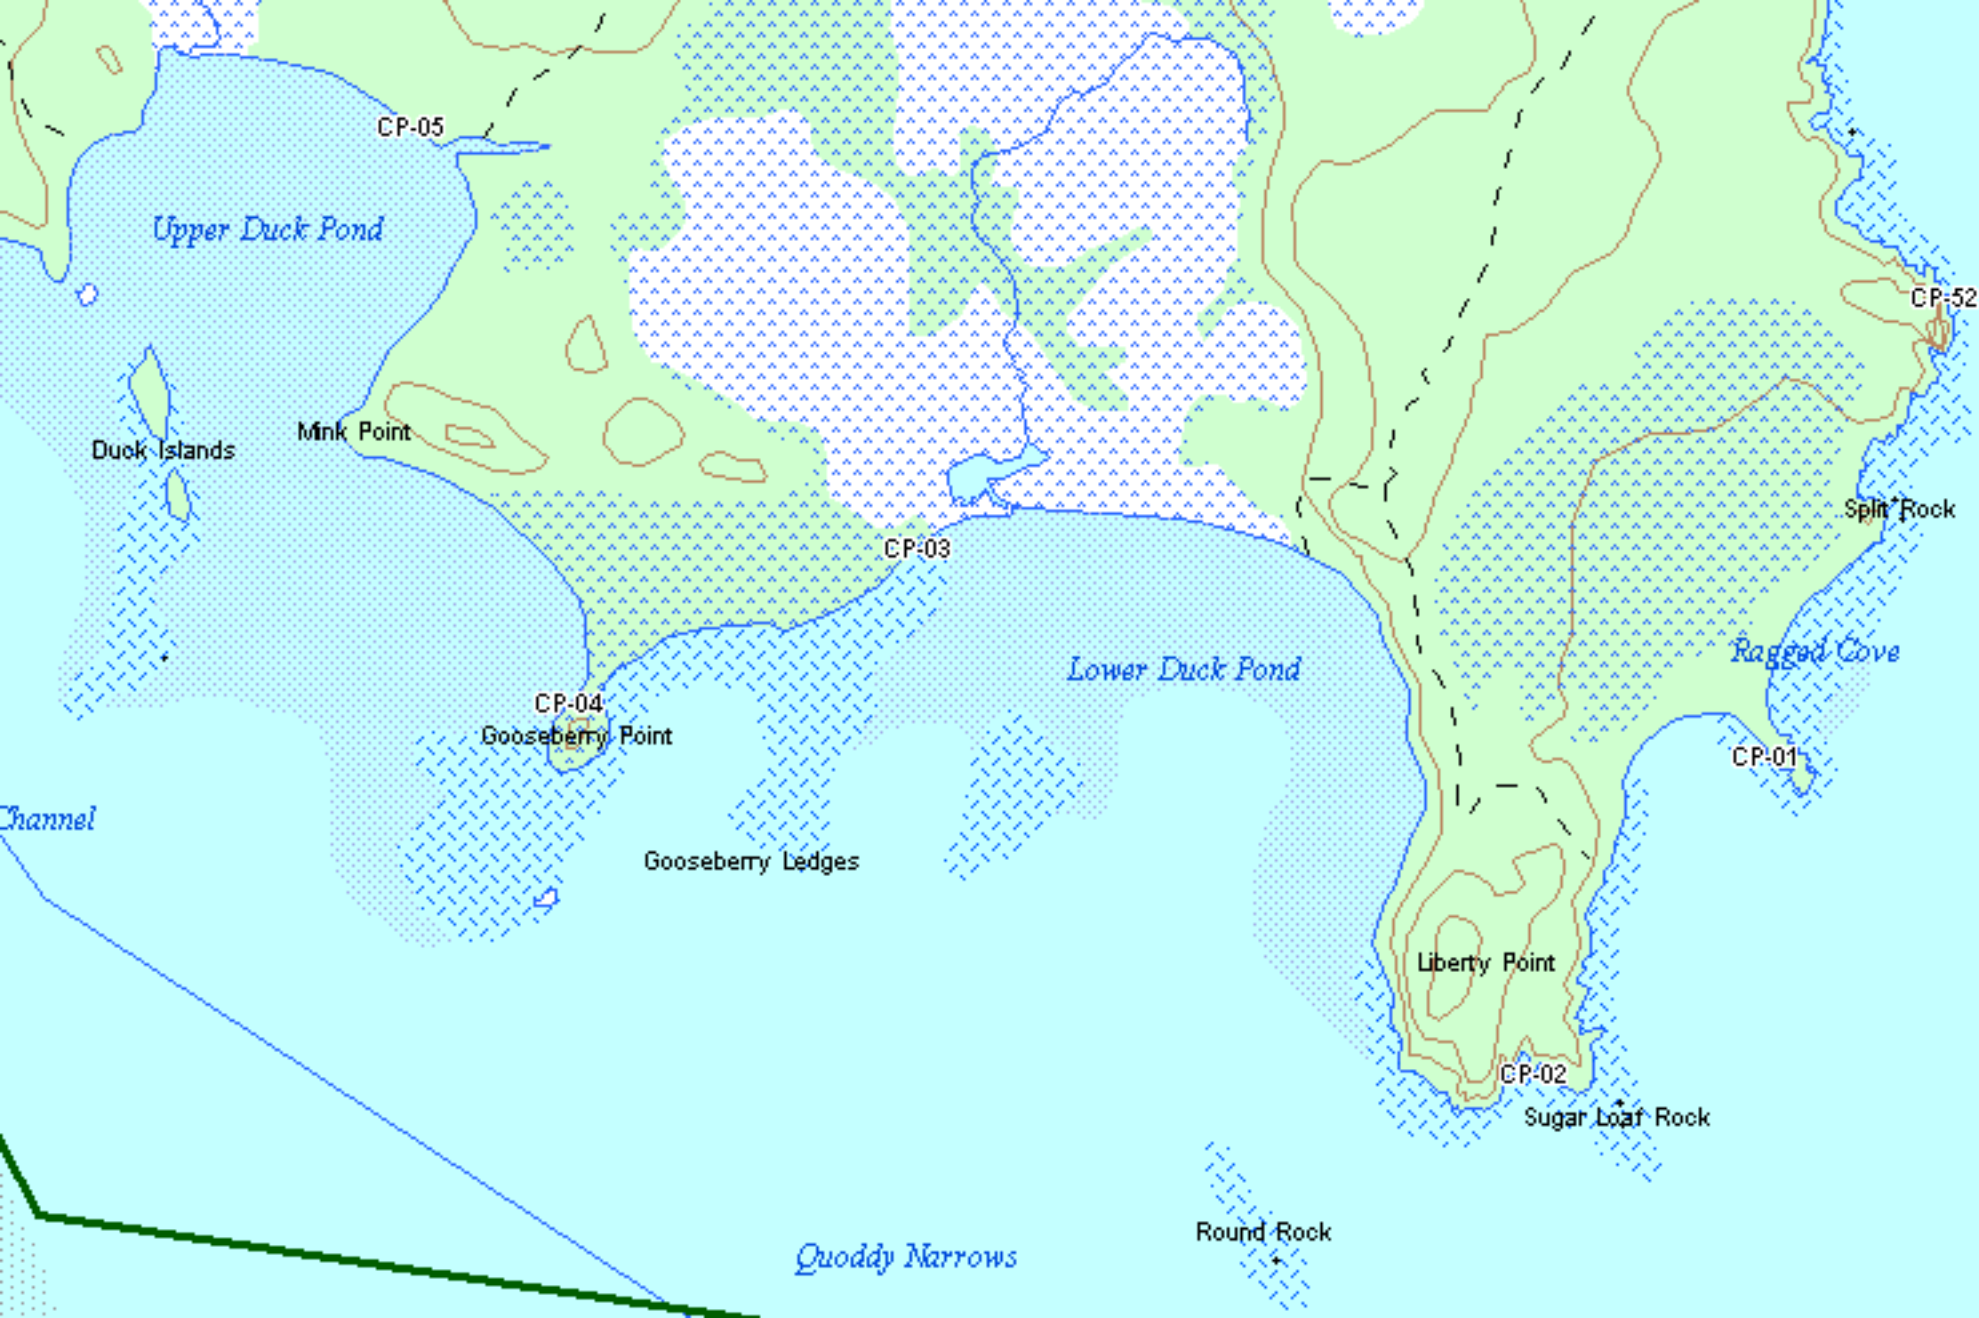 CP-05
Upper Duck Pond
CP-52
Mink Point
Duck Islands
Split Rock
CP-03
Ragged Cove
Lower Duck Pond
CP-04
Gooseberry Point
CP-01
Channel
Gooseberry Ledges
Liberty Point
CP-02
Sugar Loaf Rock
Round Rock
Quoddy Narrows